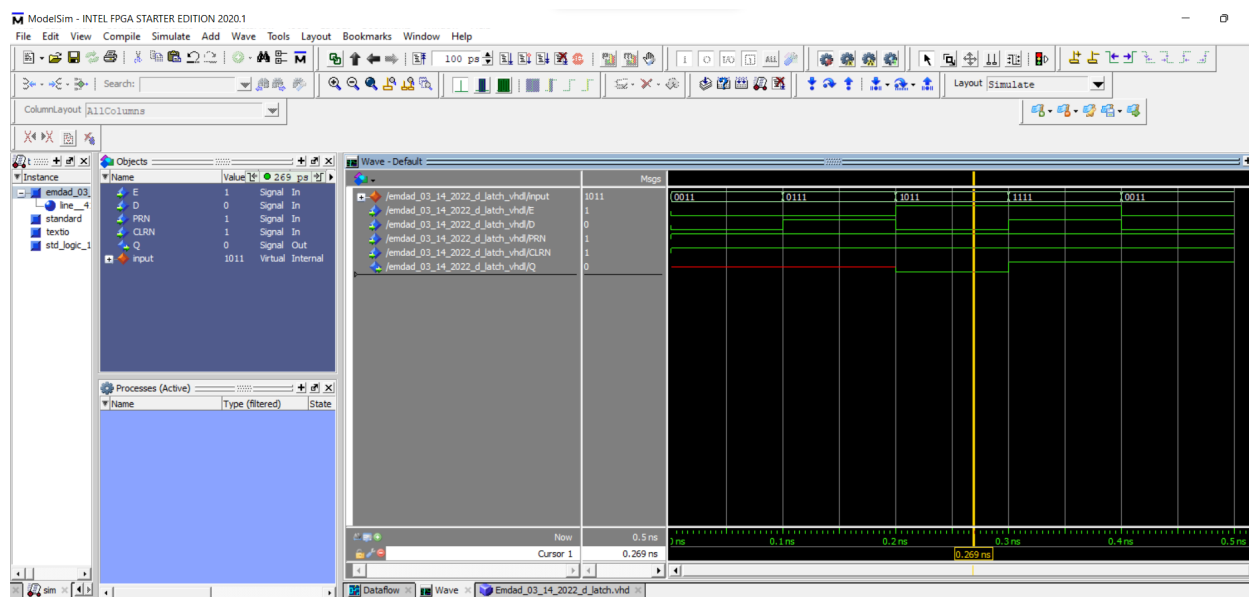 ModelSim - INTEL FPGA STARTER EDITION 2020.1
File Edit View Compile Simulate Add Wave Tools Layout Bookmarks Window Help
100 ps
Search:
Layout Simulate
ColumnLayout AllColumns
Instance
emdad_03_
line__4
standard
textio
std_logic_1
sim
Objects
Name Value 269 ps
E 1 Signal In
D 0 Signal In
PRN 1 Signal In
CLRN 1 Signal In
Q 0 Signal Out
input 1011 Virtual Internal
Processes (Active)
Name Type (filtered) State
Wave - Default
Msgs
/emdad_03_14_2022_d_latch_vhdl/input 1011 0011 0111 1011 1111 0011
/emdad_03_14_2022_d_latch_vhdl/E 1
/emdad_03_14_2022_d_latch_vhdl/D 0
/emdad_03_14_2022_d_latch_vhdl/PRN 1
/emdad_03_14_2022_d_latch_vhdl/CLRN 1
/emdad_03_14_2022_d_latch_vhdl/Q 0
Now 0.5 ns ns 0.1 ns 0.2 ns 0.3 ns 0.4 ns 0.5 ns
Cursor 1 0.269 ns 0.269 ns
Dataflow Wave Emdad_03_14_2022_d_latch.vhd